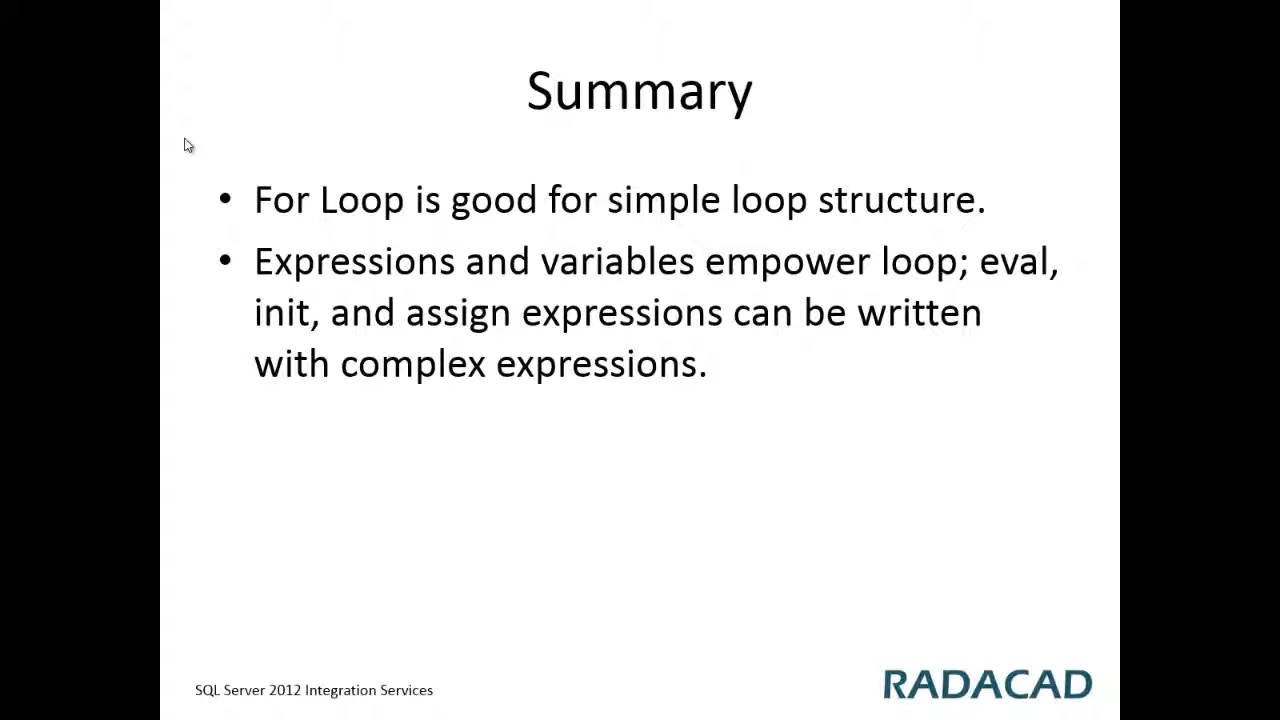 Summary
• For Loop is good for simple loop structure.
• Expressions and variables empower loop; eval,
init, and assign expressions can be written
with complex expressions.
SQL Server 2012 Integration Services
RADACAD